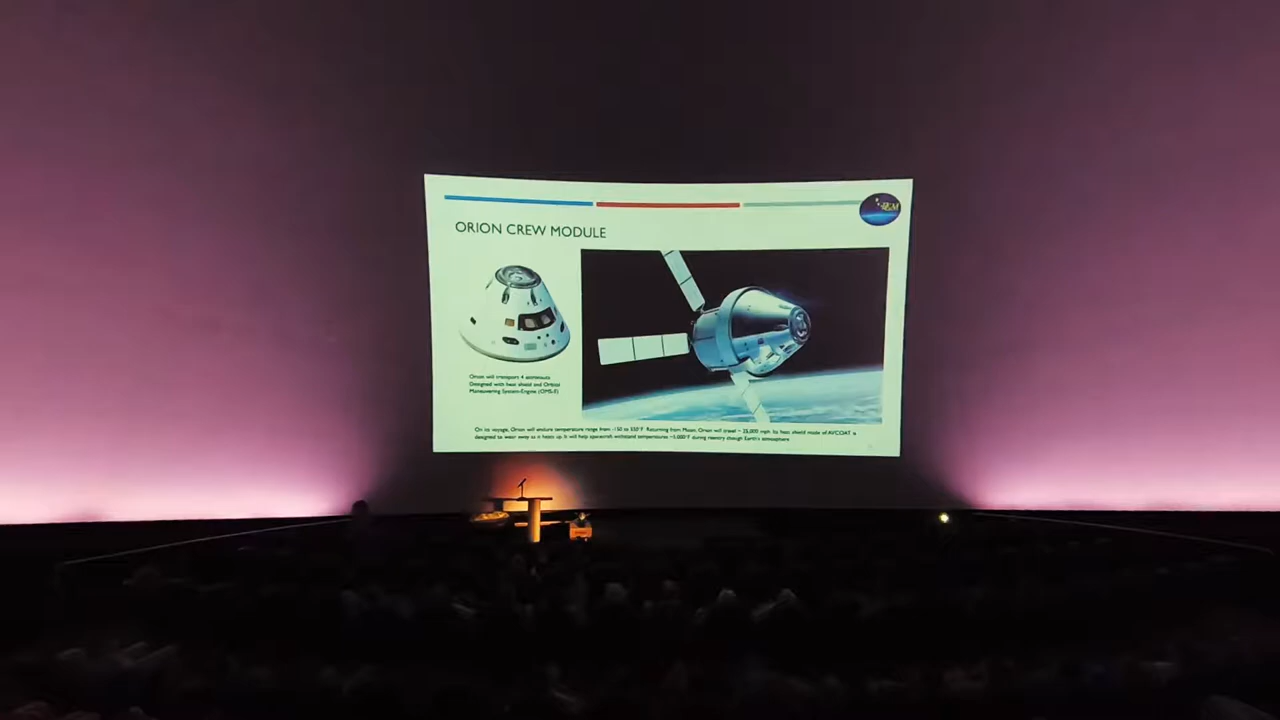 ORION CREW MODULE
Orion will transport 4 astronauts
Designed with heat shield and Orbital
Maneuvering System-Engine (OMS-E)
On its voyage, Orion will endure temperature range from -150 to 550°F Returning from Moon, Orion will travel ~ 25,000 mph Its heat shield made of AVCOAT is
designed to wear away as it heats up. It will help spacecraft withstand temperatures ~5,000°F during reentry though Earth's atmosphere